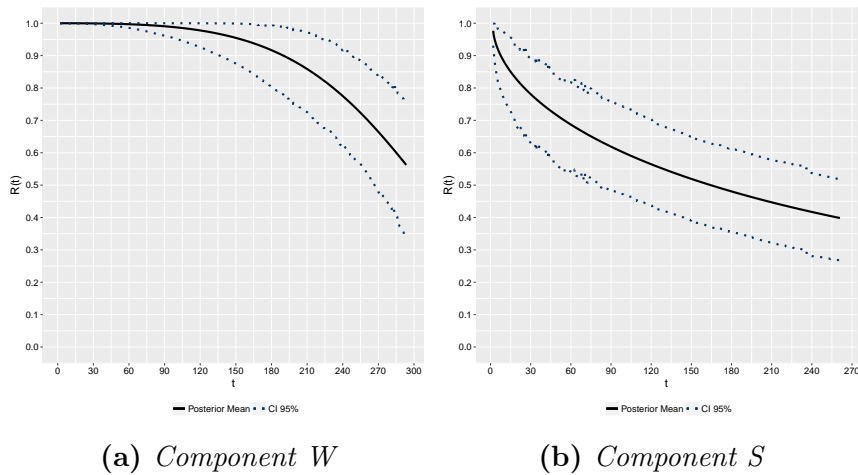 1.0
0.9
0.8
0.7
0.6
0.5
0.4
0.3
0.2
0.1
0.0
R(t)
0 30 60 90 120 150 180 210 240 270 300
t
Posterior Mean CI 95%
(a) Component W
1.0
0.9
0.8
0.7
0.6
0.5
0.4
0.3
0.2
0.1
0.0
R(t)
0 30 60 90 120 150 180 210 240 270
t
Posterior Mean CI 95%
(b) Component S